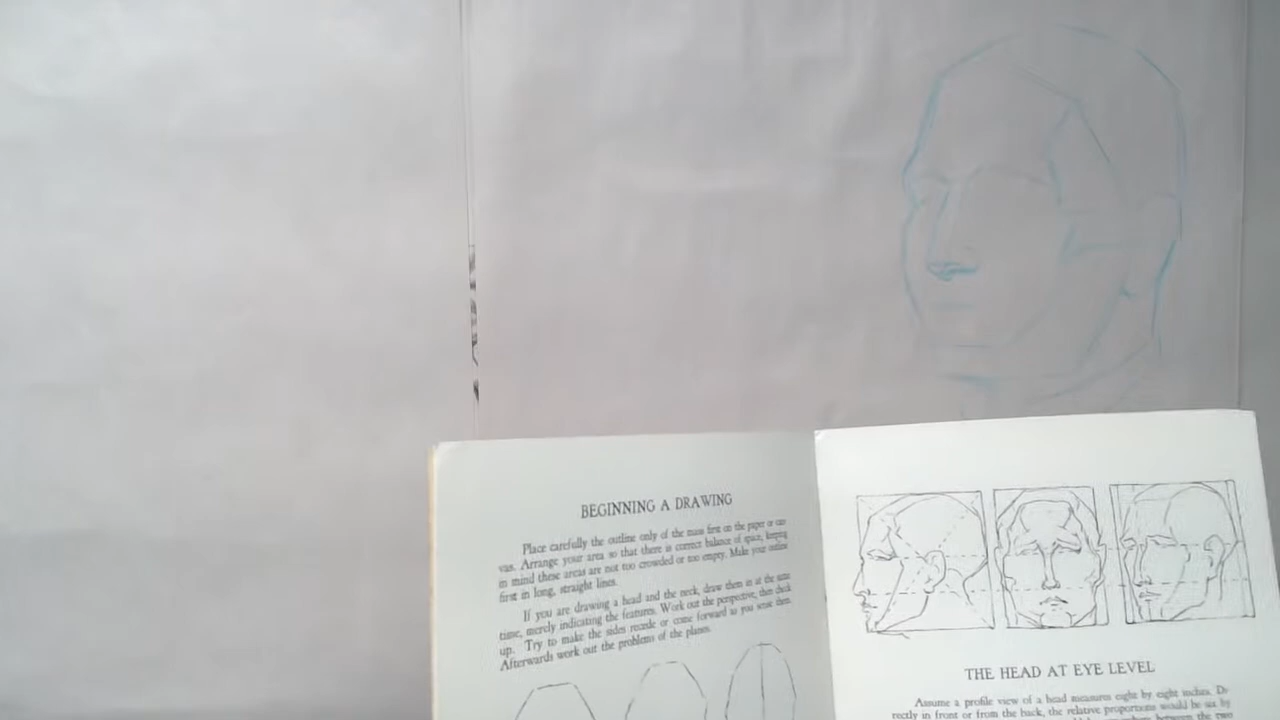 BEGINNING A DRAWING
Place carefully the outline only of the mass first on the paper or can-
vas. Arrange your area so that there is correct balance of space, keeping
in mind these areas are not too crowded or too empty. Make your outline
first in long, straight lines.
If you are drawing a head and the neck, draw them in at the same
time, merely indicating the features. Work out the perspective, then check
up. Try to make the sides recede or come forward as you sense them.
Afterwards work out the problems of the planes.
THE HEAD AT EYE LEVEL
Assume a profile view of a head measures eight by eight inches. Di-
rectly in front or from the back, the relative proportions would be six by